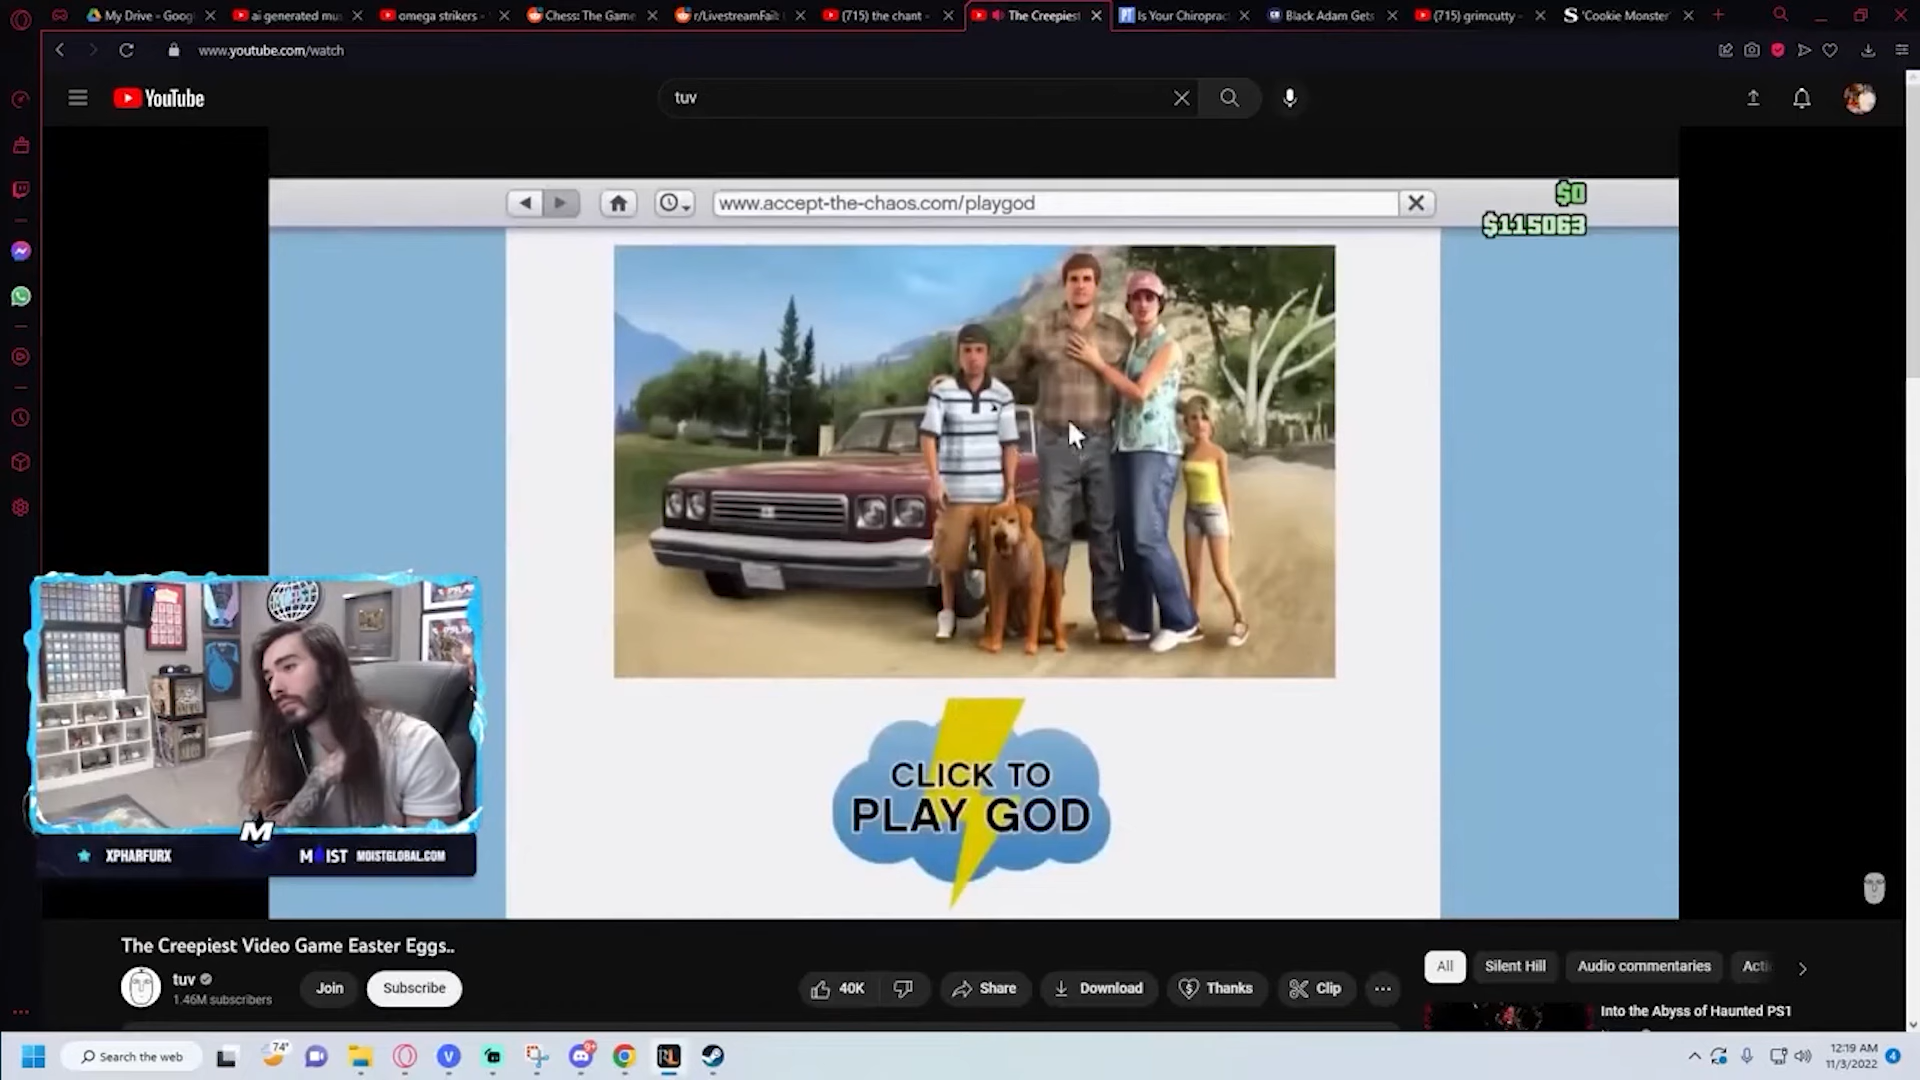 My Drive - Googl
ai generated mus
omega strikers -
Chess: The Game
r/LivestreamFail:
(715) the chant -
The Creepiest
Is Your Chiroprac
Black Adam Gets
(715) grimcutty -
'Cookie Monster'
www.youtube.com/watch
YouTube
tuv
www.accept-the-chaos.com/playgod
$0
$115063
CLICK TO
PLAY GOD
M
XPHARFURX
MOIST MOISTGLOBAL.COM
The Creepiest Video Game Easter Eggs..
tuv
1.46M subscribers
Join
Subscribe
40K
Share
Download
Thanks
Clip
All
Silent Hill
Audio commentaries
Acti
Into the Abyss of Haunted PS1
74°
Search the web
12:19 AM
11/3/2022
4